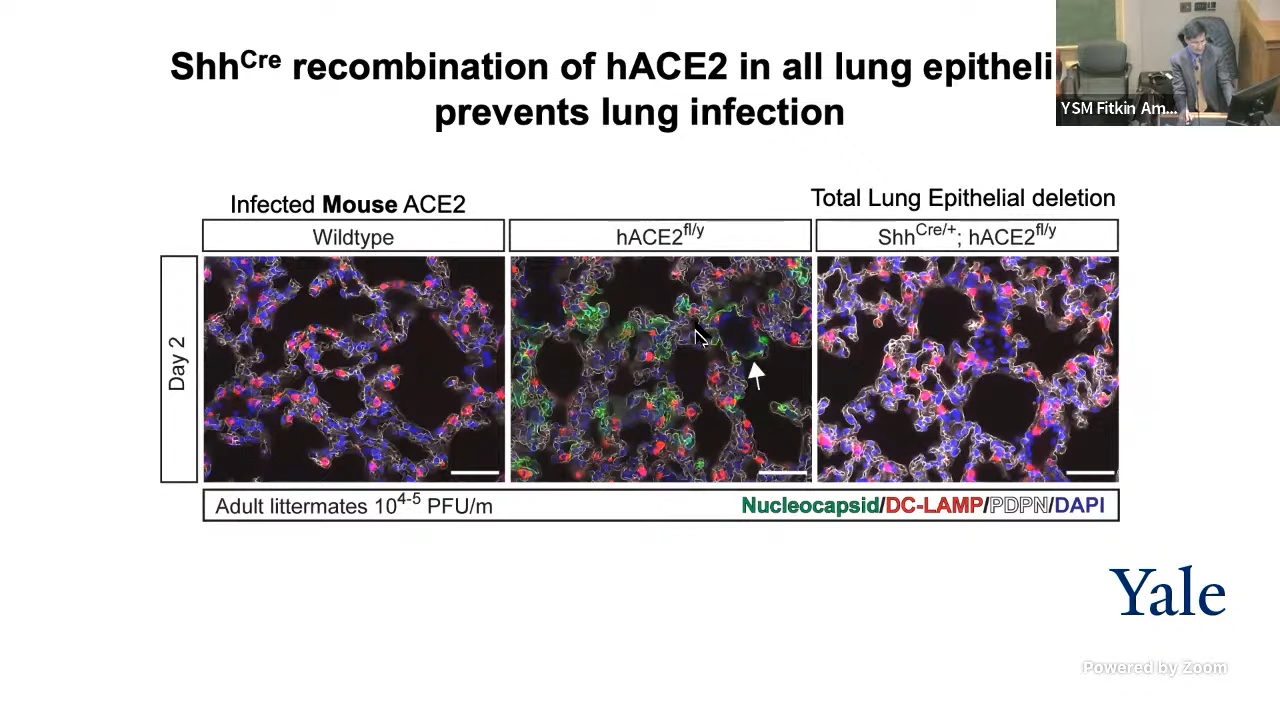 Shh^Cre recombination of hACE2 in all lung epitheli
prevents lung infection
YSM Fitkin Am...
Infected Mouse ACE2
Total Lung Epithelial deletion
Wildtype
hACE2^fl/y
Shh^Cre/+; hACE2^fl/y
Day 2
Adult littermates 10^4-5 PFU/m
Nucleocapsid/DC-LAMP/PDPN/DAPI
Yale
Powered by Zoom